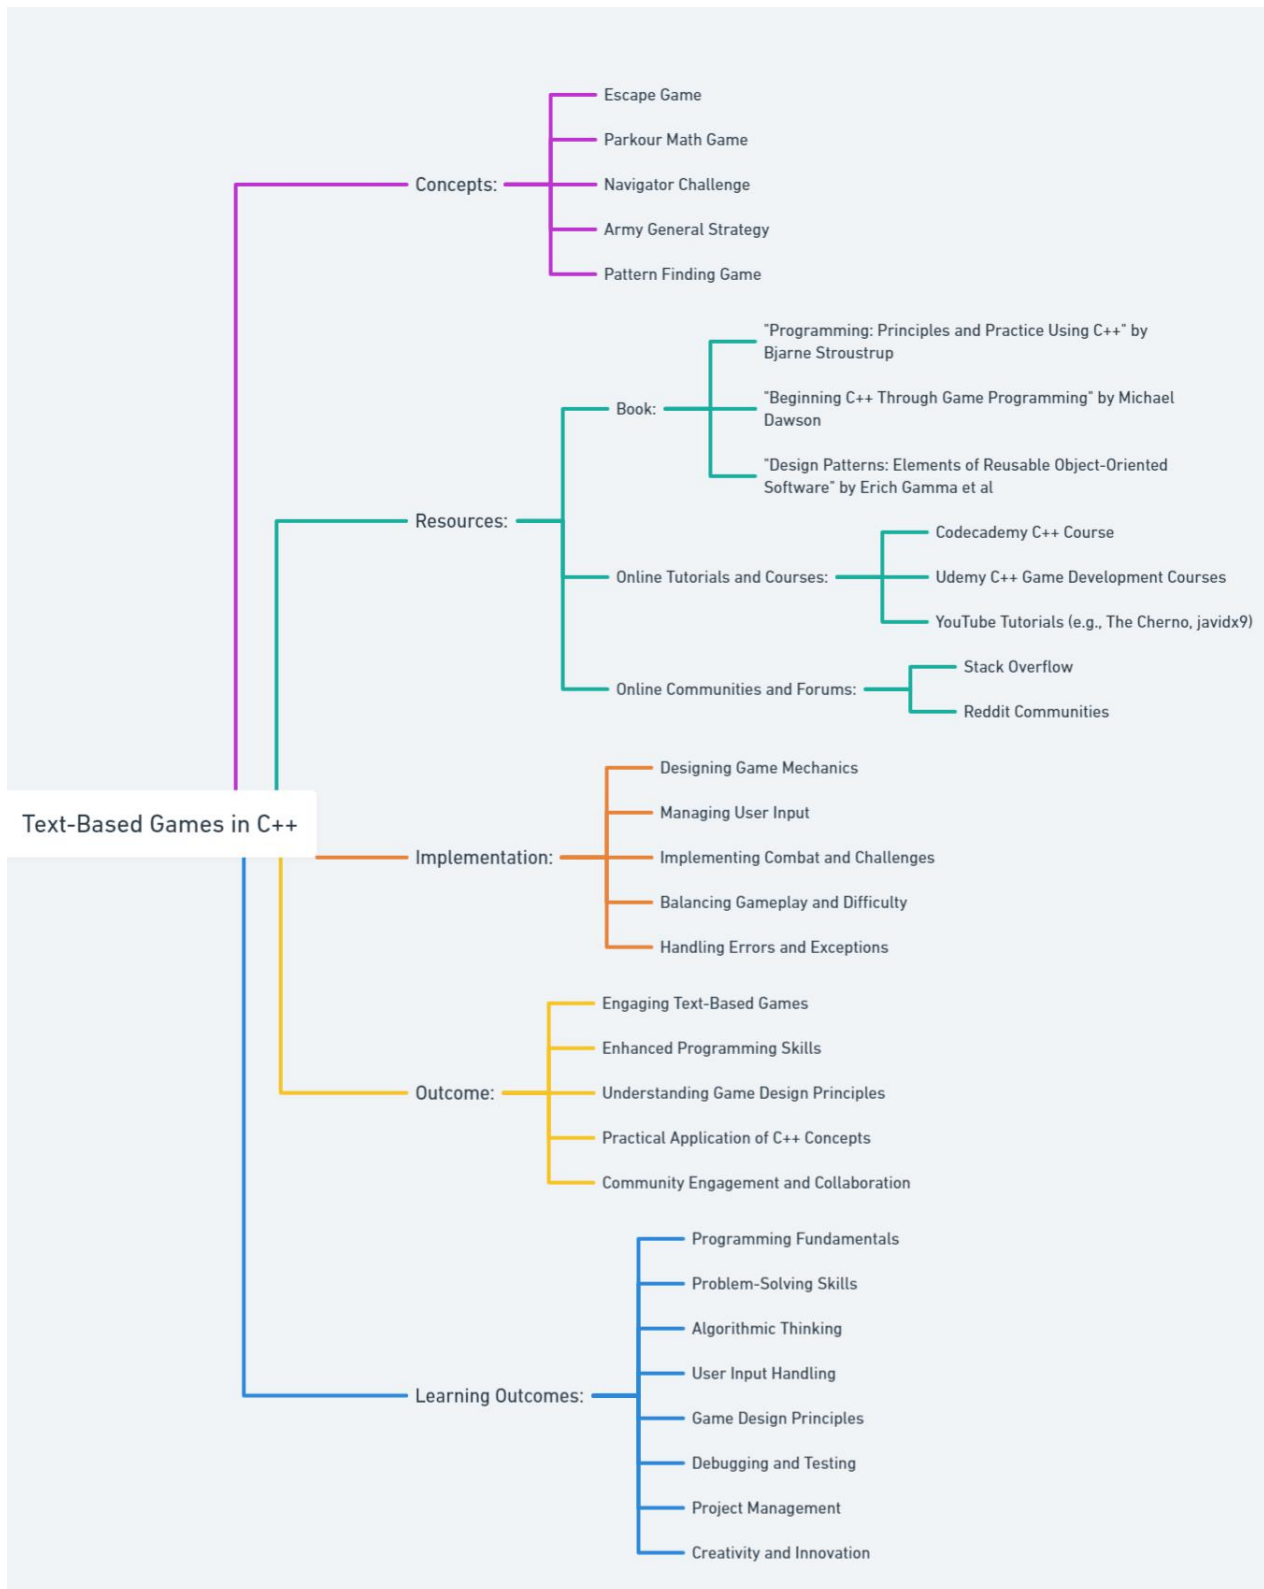 Escape Game
Parkour Math Game
Concepts:
Navigator Challenge
Army General Strategy
Pattern Finding Game
"Programming: Principles and Practice Using C++" by
Bjarne Stroustrup
Book:
"Beginning C++ Through Game Programming" by Michael
Dawson
"Design Patterns: Elements of Reusable Object-Oriented
Software" by Erich Gamma et al
Resources:
Codecademy C++ Course
Online Tutorials and Courses:
Udemy C++ Game Development Courses
YouTube Tutorials (e.g., The Cherno, javidx9)
Stack Overflow
Online Communities and Forums:
Reddit Communities
Designing Game Mechanics
Managing User Input
Text-Based Games in C++
Implementation:
Implementing Combat and Challenges
Balancing Gameplay and Difficulty
Handling Errors and Exceptions
Engaging Text-Based Games
Enhanced Programming Skills
Outcome:
Understanding Game Design Principles
Practical Application of C++ Concepts
Community Engagement and Collaboration
Programming Fundamentals
Problem-Solving Skills
Algorithmic Thinking
User Input Handling
Learning Outcomes:
Game Design Principles
Debugging and Testing
Project Management
Creativity and Innovation